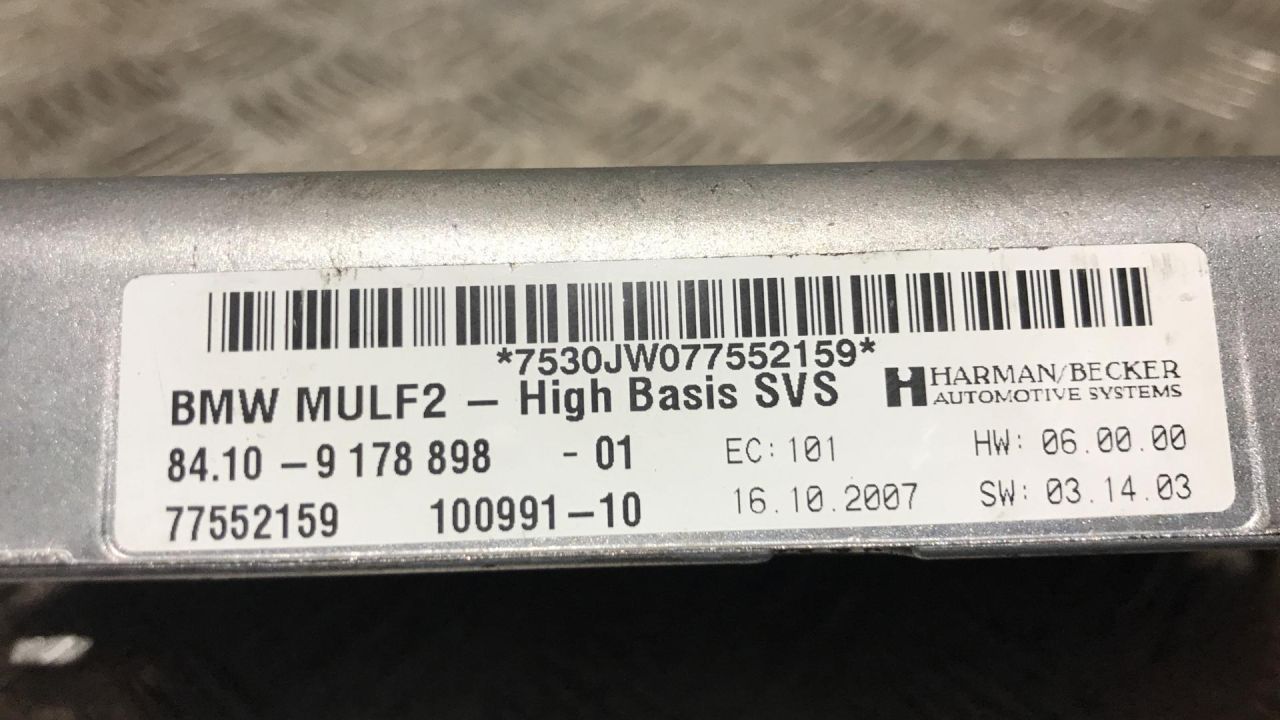 *7530JW077552159*
BMW MULF2 – High Basis SVS
HARMAN/BECKER
AUTOMOTIVE SYSTEMS
84.10 –9 178 898 - 01 EC: 101 HW: 06.00.00
77552159 100991–10 16.10.2007 SW: 03.14.03